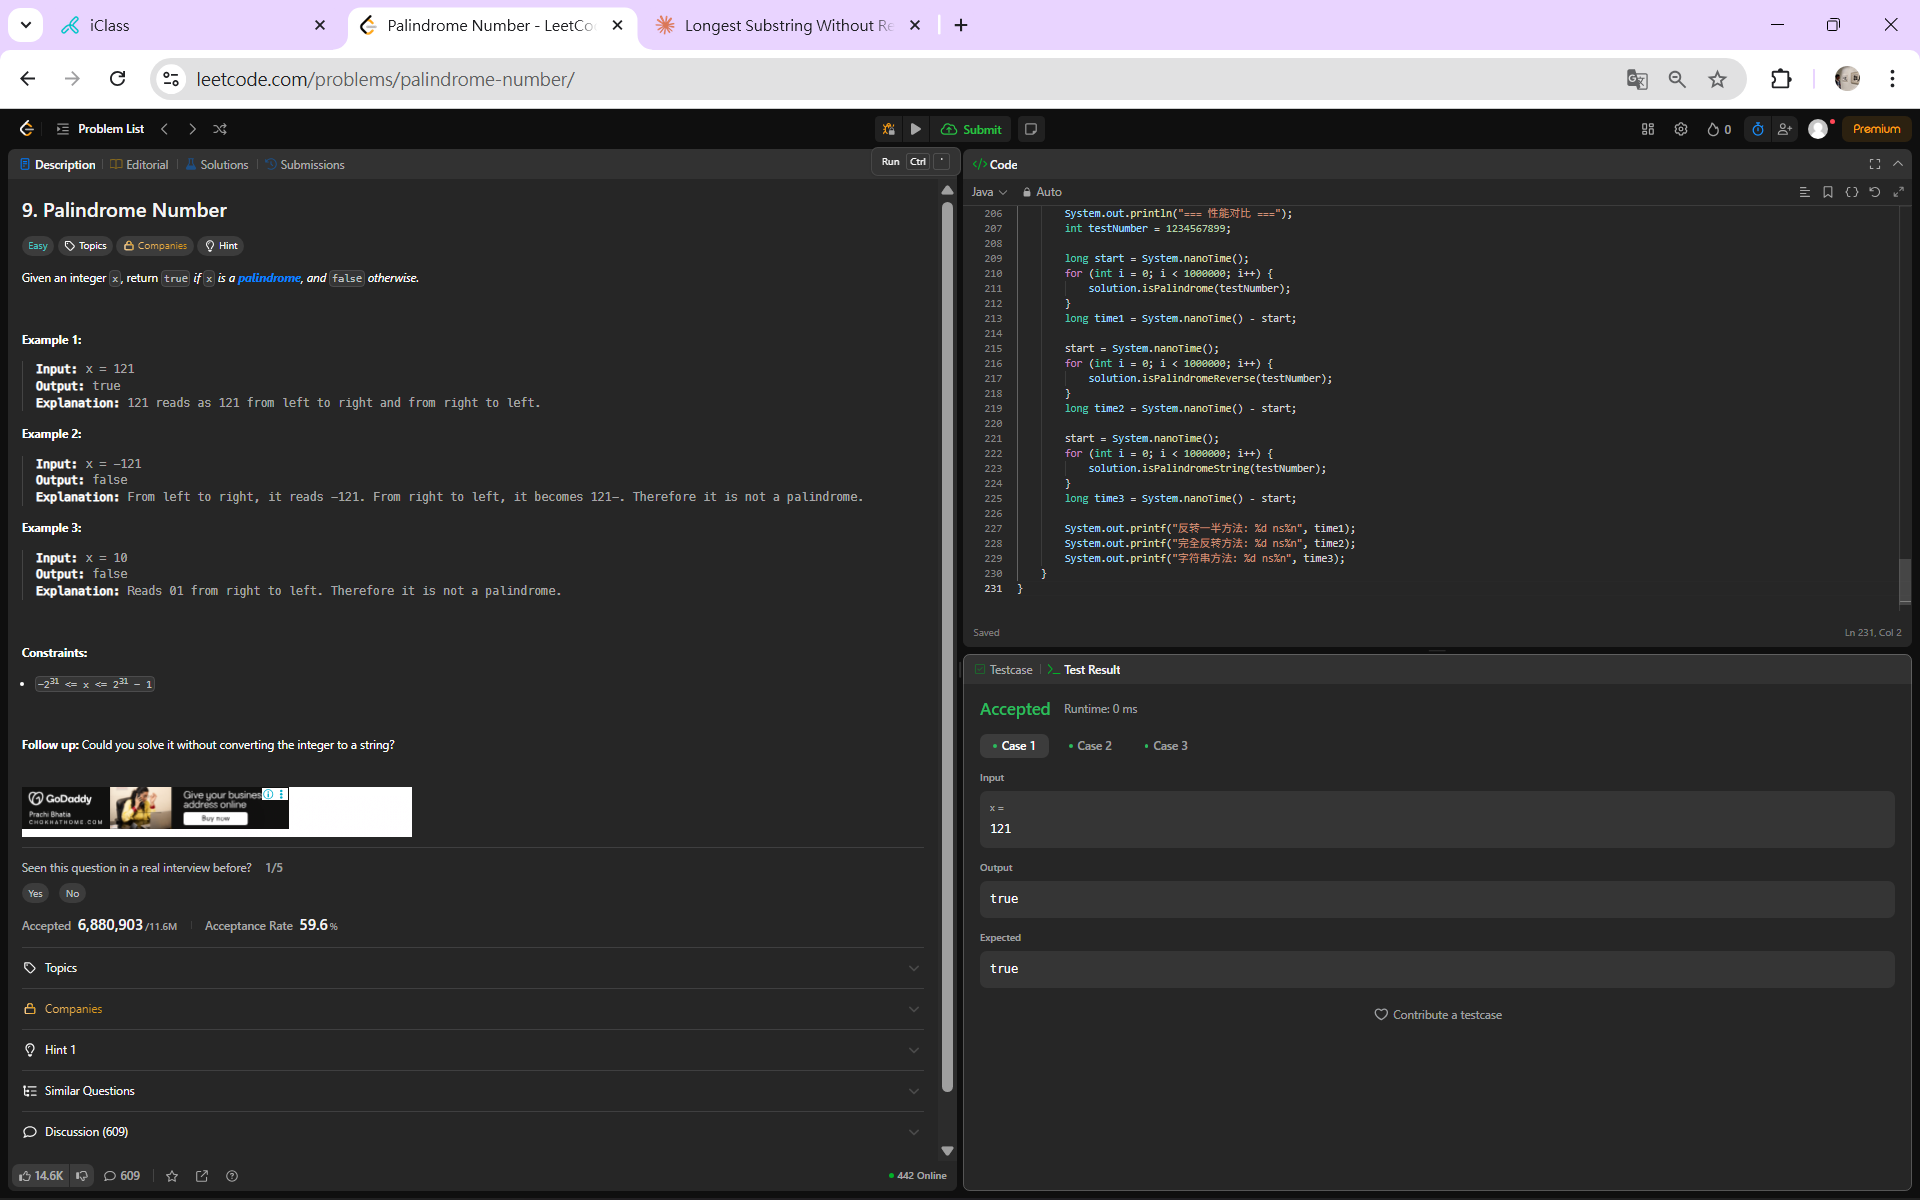 iClass
Palindrome Number - LeetCo
Longest Substring Without Re
leetcode.com/problems/palindrome-number/
Problem List
Submit
0
Premium
Description
Editorial
Solutions
Submissions
Run Ctrl '
9. Palindrome Number
Easy
Topics
Companies
Hint
Given an integer x, return true if x is a palindrome, and false otherwise.
Example 1:
Input: x = 121
Output: true
Explanation: 121 reads as 121 from left to right and from right to left.
Example 2:
Input: x = -121
Output: false
Explanation: From left to right, it reads -121. From right to left, it becomes 121-. Therefore it is not a palindrome.
Example 3:
Input: x = 10
Output: false
Explanation: Reads 01 from right to left. Therefore it is not a palindrome.
Constraints:
• -2³¹ <= x <= 2³¹ - 1
Follow up: Could you solve it without converting the integer to a string?
GoDaddy
Prachi Bhatia
CHOKHATHOME.COM
Give your busines
address online
Buy now
Seen this question in a real interview before? 1/5
Yes
No
Accepted 6,880,903/11.6M
Acceptance Rate 59.6%
Topics
Companies
Hint 1
Similar Questions
Discussion (609)
14.6K
609
442 Online
</> Code
Java
Auto
206 System.out.println("=== 性能对比 ===");
207 int testNumber = 1234567899;
208
209 long start = System.nanoTime();
210 for (int i = 0; i < 1000000; i++) {
211 solution.isPalindrome(testNumber);
212 }
213 long time1 = System.nanoTime() - start;
214
215 start = System.nanoTime();
216 for (int i = 0; i < 1000000; i++) {
217 solution.isPalindromeReverse(testNumber);
218 }
219 long time2 = System.nanoTime() - start;
220
221 start = System.nanoTime();
222 for (int i = 0; i < 1000000; i++) {
223 solution.isPalindromeString(testNumber);
224 }
225 long time3 = System.nanoTime() - start;
226
227 System.out.printf("反转一半方法: %d ns%n", time1);
228 System.out.printf("完全反转方法: %d ns%n", time2);
229 System.out.printf("字符串方法: %d ns%n", time3);
230 }
231 }
Saved
Ln 231, Col 2
Testcase
>_ Test Result
Accepted
Runtime: 0 ms
• Case 1
• Case 2
• Case 3
Input
x =
121
Output
true
Expected
true
Contribute a testcase